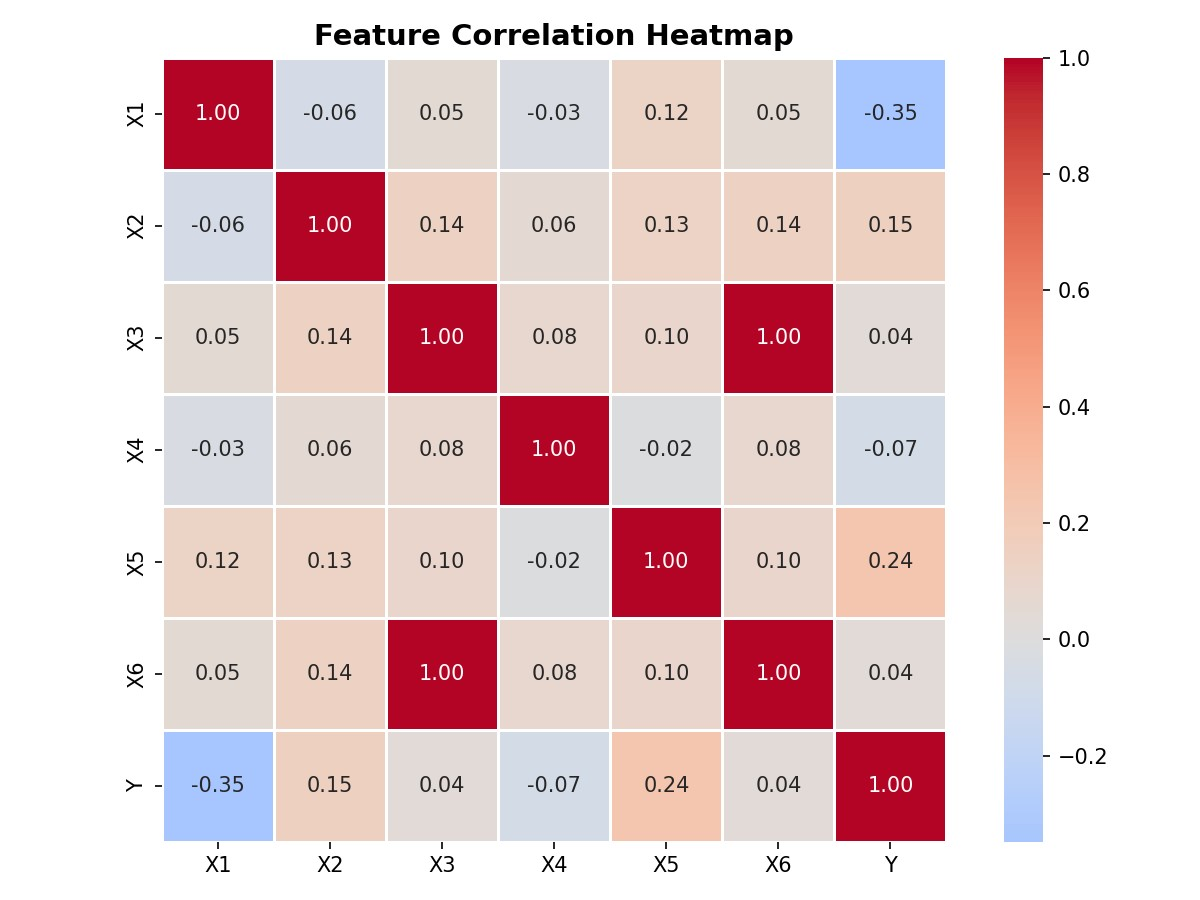 Feature Correlation Heatmap
X1 1.00 -0.06 0.05 -0.03 0.12 0.05 -0.35
X2 -0.06 1.00 0.14 0.06 0.13 0.14 0.15
X3 0.05 0.14 1.00 0.08 0.10 1.00 0.04
X4 -0.03 0.06 0.08 1.00 -0.02 0.08 -0.07
X5 0.12 0.13 0.10 -0.02 1.00 0.10 0.24
X6 0.05 0.14 1.00 0.08 0.10 1.00 0.04
Y -0.35 0.15 0.04 -0.07 0.24 0.04 1.00
X1 X2 X3 X4 X5 X6 Y
1.0
0.8
0.6
0.4
0.2
0.0
−0.2